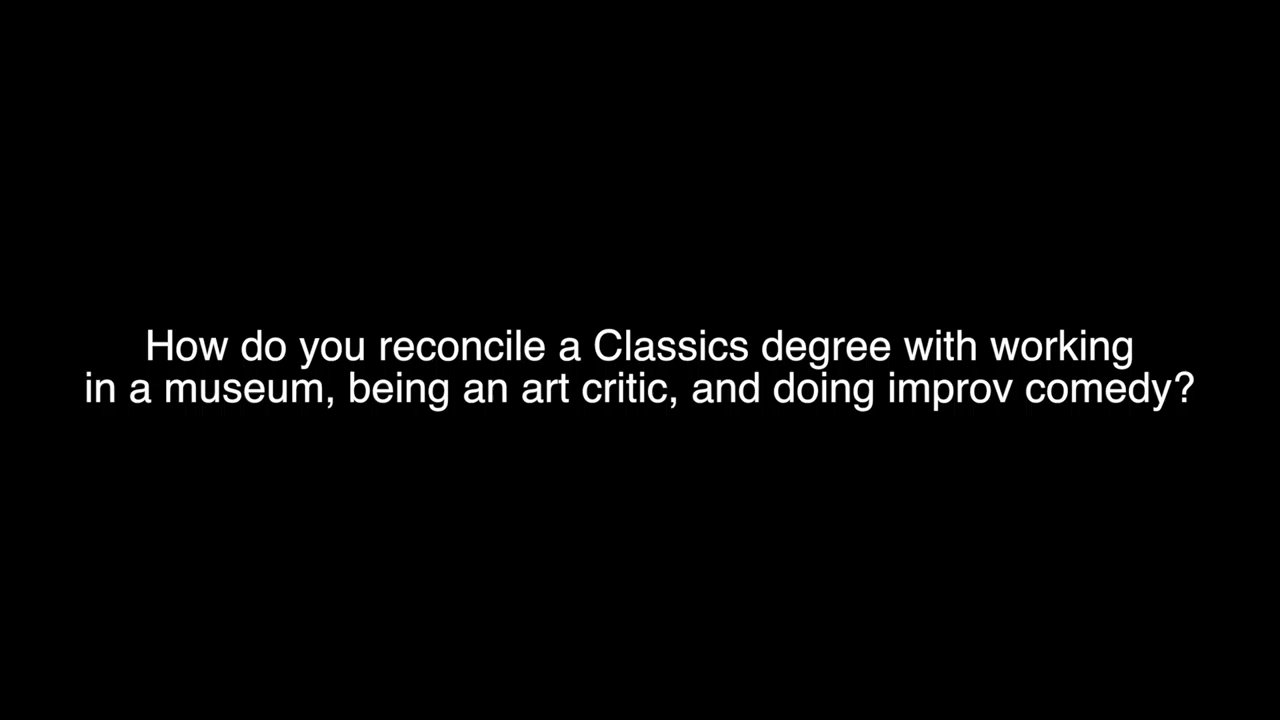 How do you reconcile a Classics degree with working
in a museum, being an art critic, and doing improv comedy?